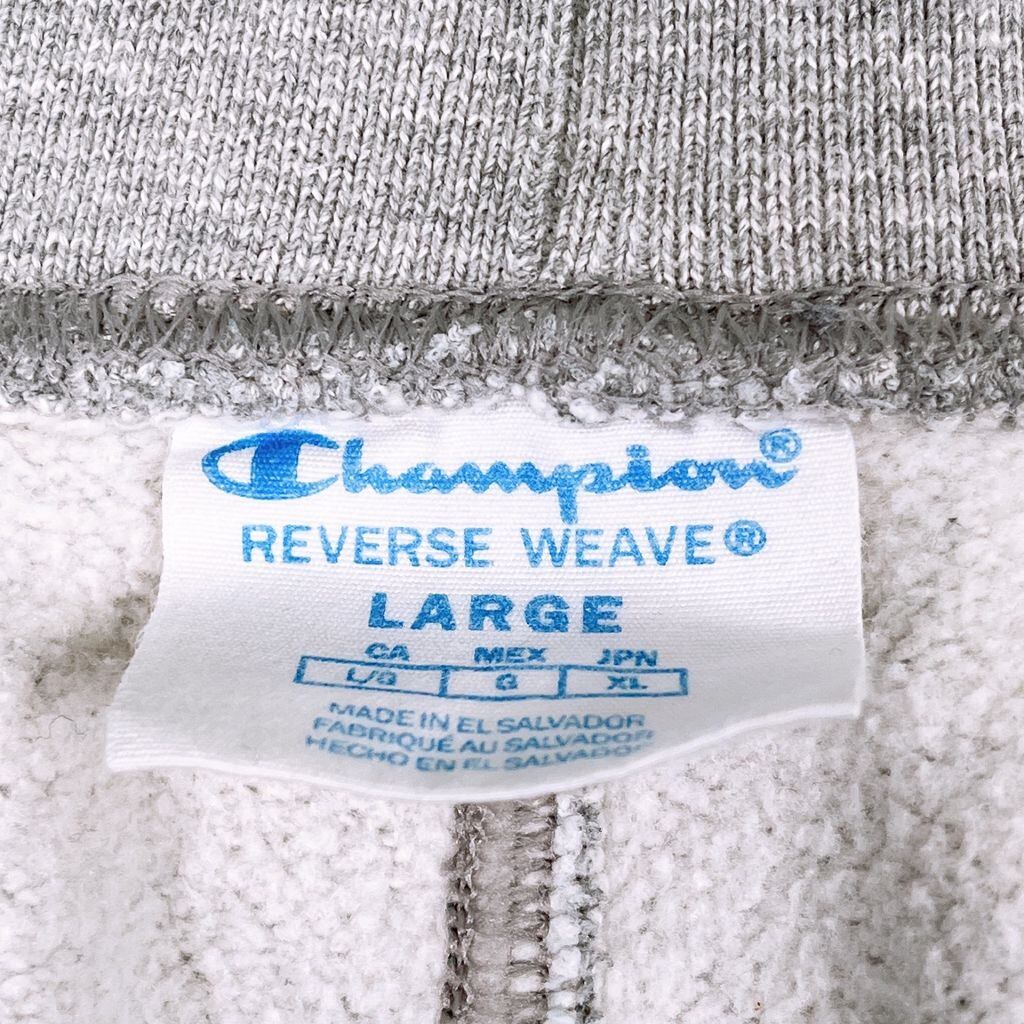 Champion®
REVERSE WEAVE®
LARGE
CA MEX JPN
L/G G XL
MADE IN EL SALVADOR
FABRIQUÉ AU SALVADOR
HECHO EN EL SALVADOR